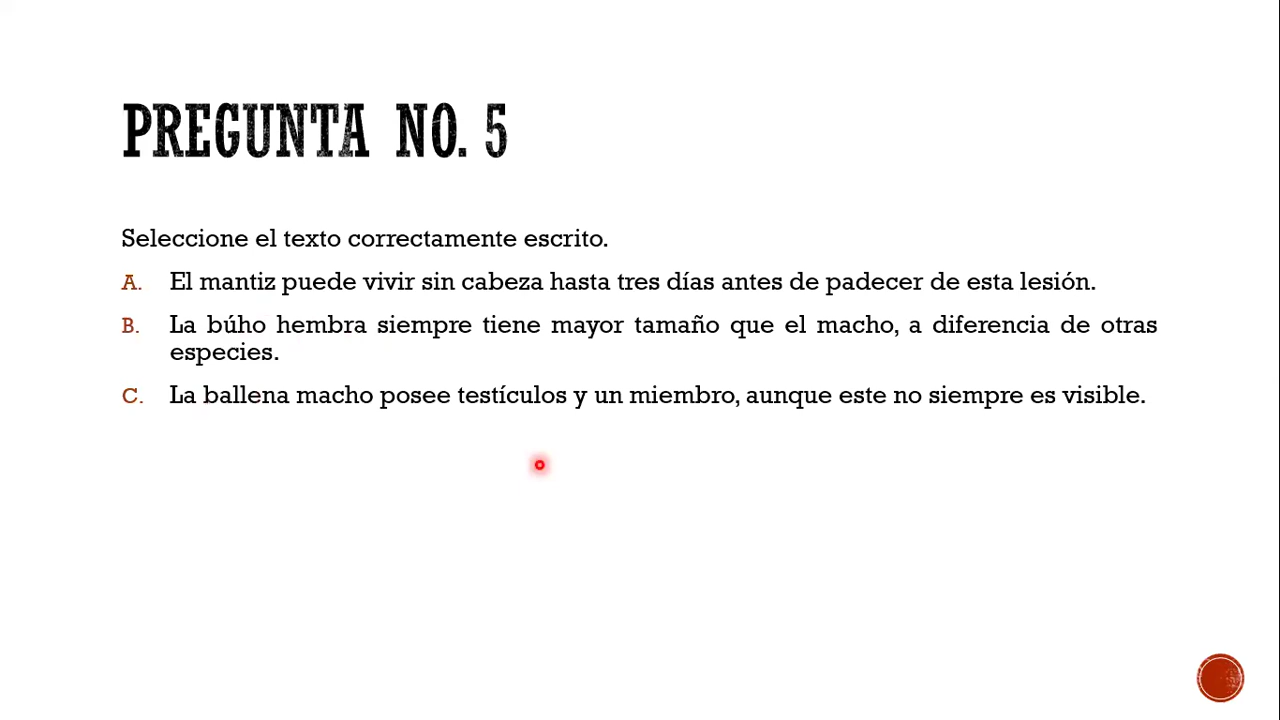 PREGUNTA NO. 5
Seleccione el texto correctamente escrito.
A. El mantiz puede vivir sin cabeza hasta tres días antes de padecer de esta lesión.
B. La búho hembra siempre tiene mayor tamaño que el macho, a diferencia de otras
especies.
C. La ballena macho posee testículos y un miembro, aunque este no siempre es visible.